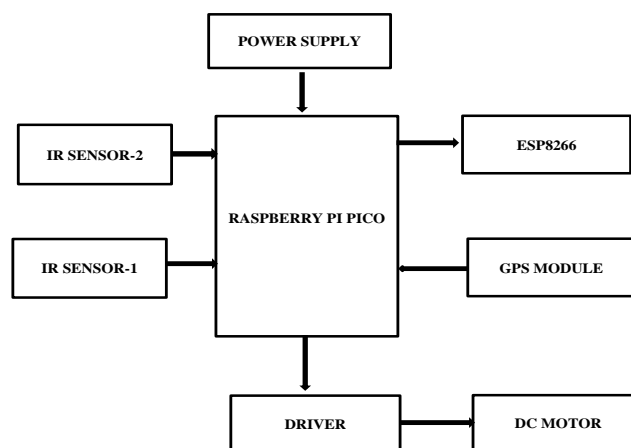 POWER SUPPLY
IR SENSOR-2
ESP8266
RASPBERRY PI PICO
IR SENSOR-1
GPS MODULE
DRIVER
DC MOTOR